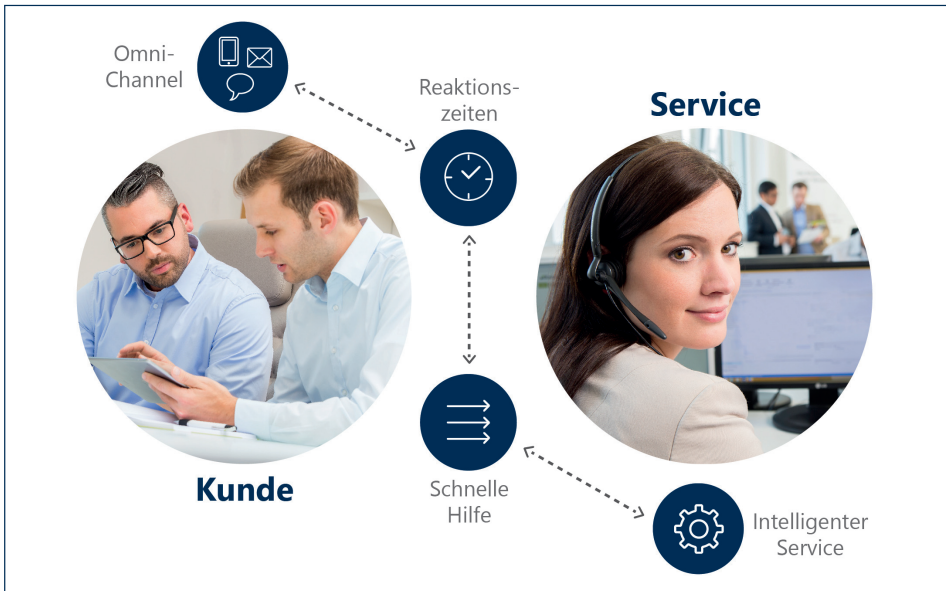 Omni-
Channel
Reaktions-
zeiten
Service
Kunde
Schnelle
Hilfe
Intelligenter
Service